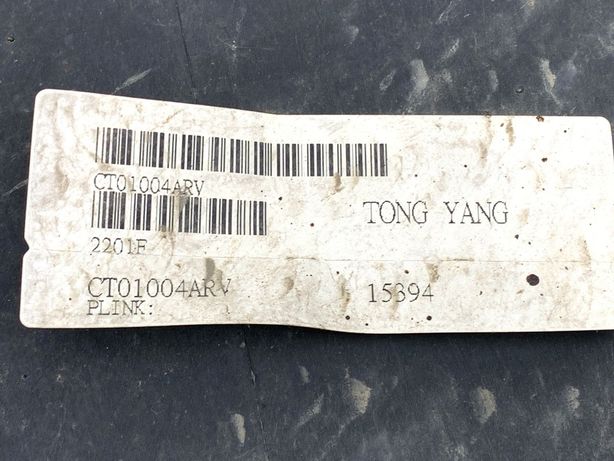 CT01004ARV
TONG YANG
2201F
CT01004ARV 15394
PLINK: